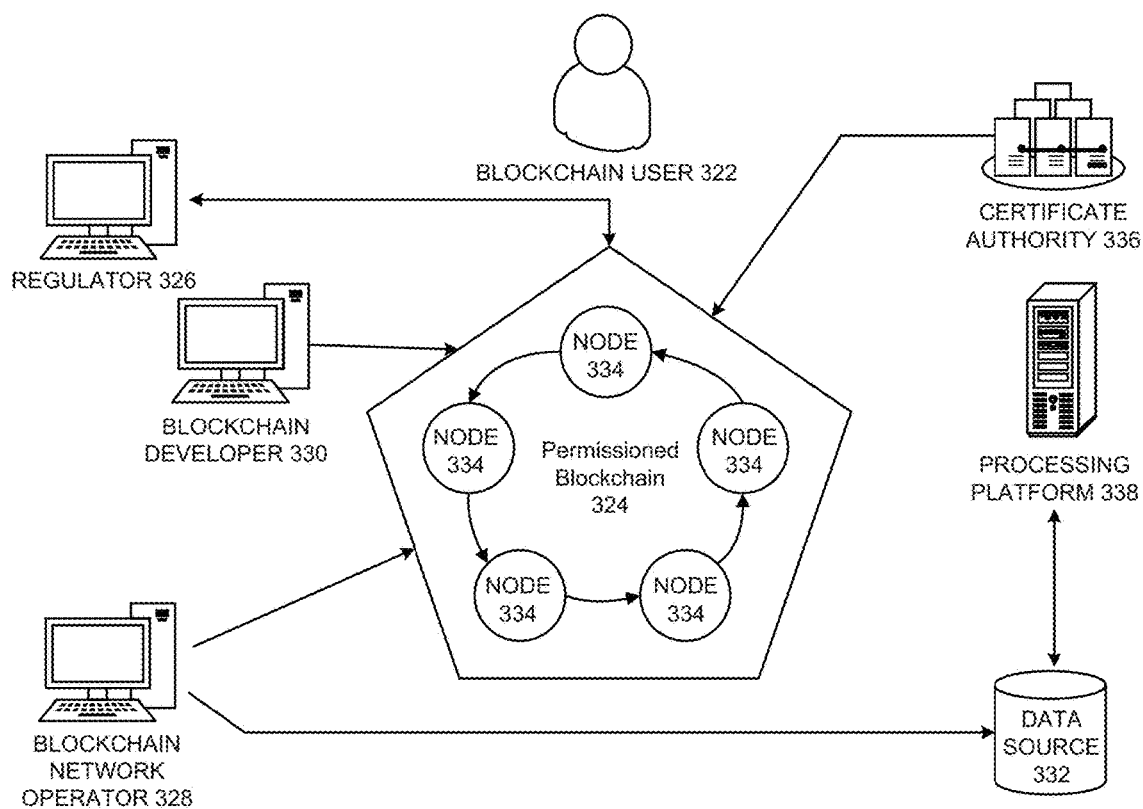 BLOCKCHAIN USER 322
REGULATOR 326
CERTIFICATE
AUTHORITY 336
BLOCKCHAIN
DEVELOPER 330
NODE
334
NODE
334
NODE
334
Permissioned
Blockchain
324
NODE
334
NODE
334
PROCESSING
PLATFORM 338
BLOCKCHAIN
NETWORK
OPERATOR 328
DATA
SOURCE
332